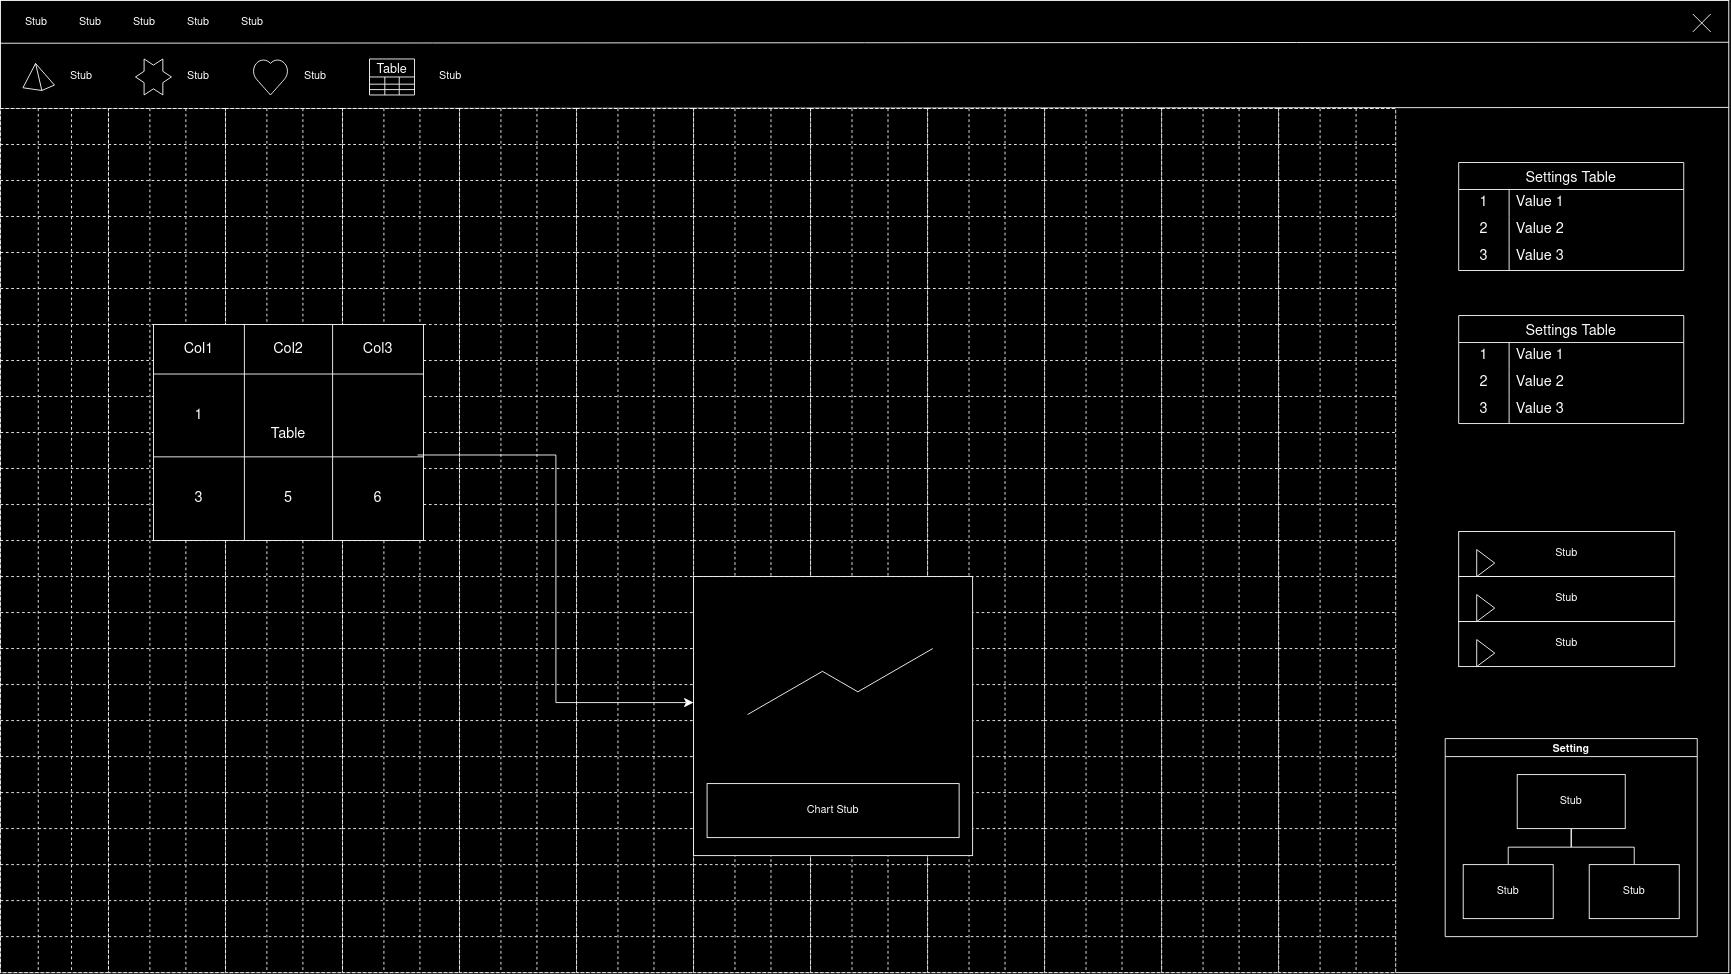 Stub Stub Stub Stub Stub
Stub Stub Stub Table Stub
Settings Table
1 Value 1
2 Value 2
3 Value 3
Settings Table
1 Value 1
2 Value 2
3 Value 3
Col1 Col2 Col3
1
Table
3 5 6
Chart Stub
Stub
Stub
Stub
Setting
Stub
Stub Stub